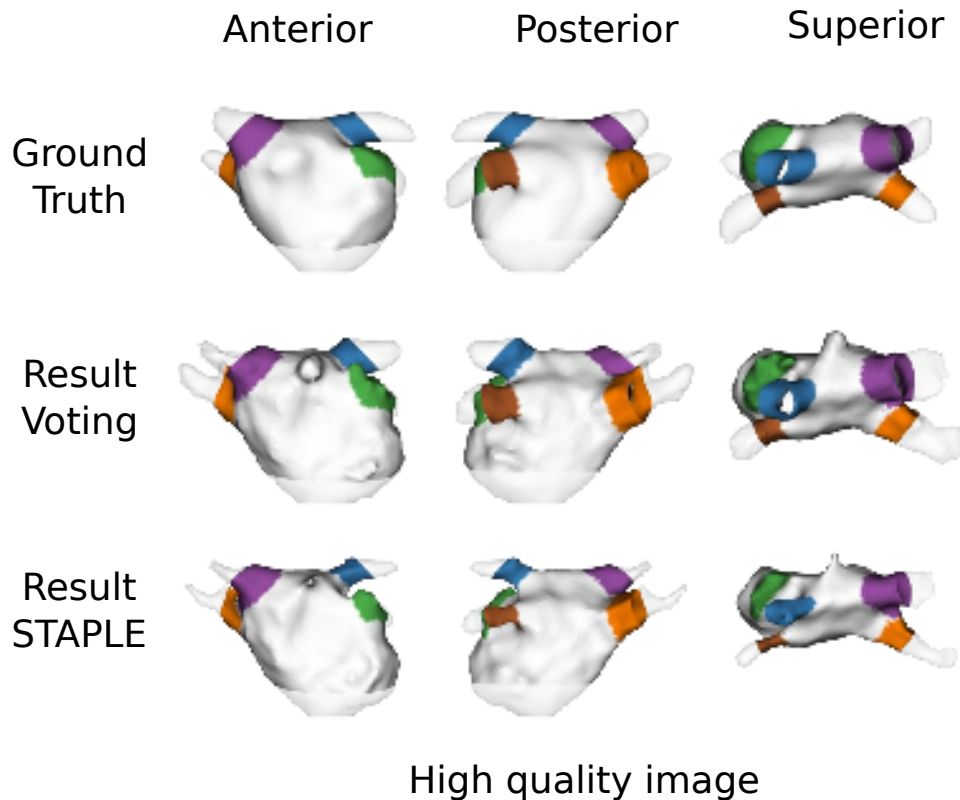 Anterior Posterior Superior
Ground
Truth
Result
Voting
Result
STAPLE
High quality image